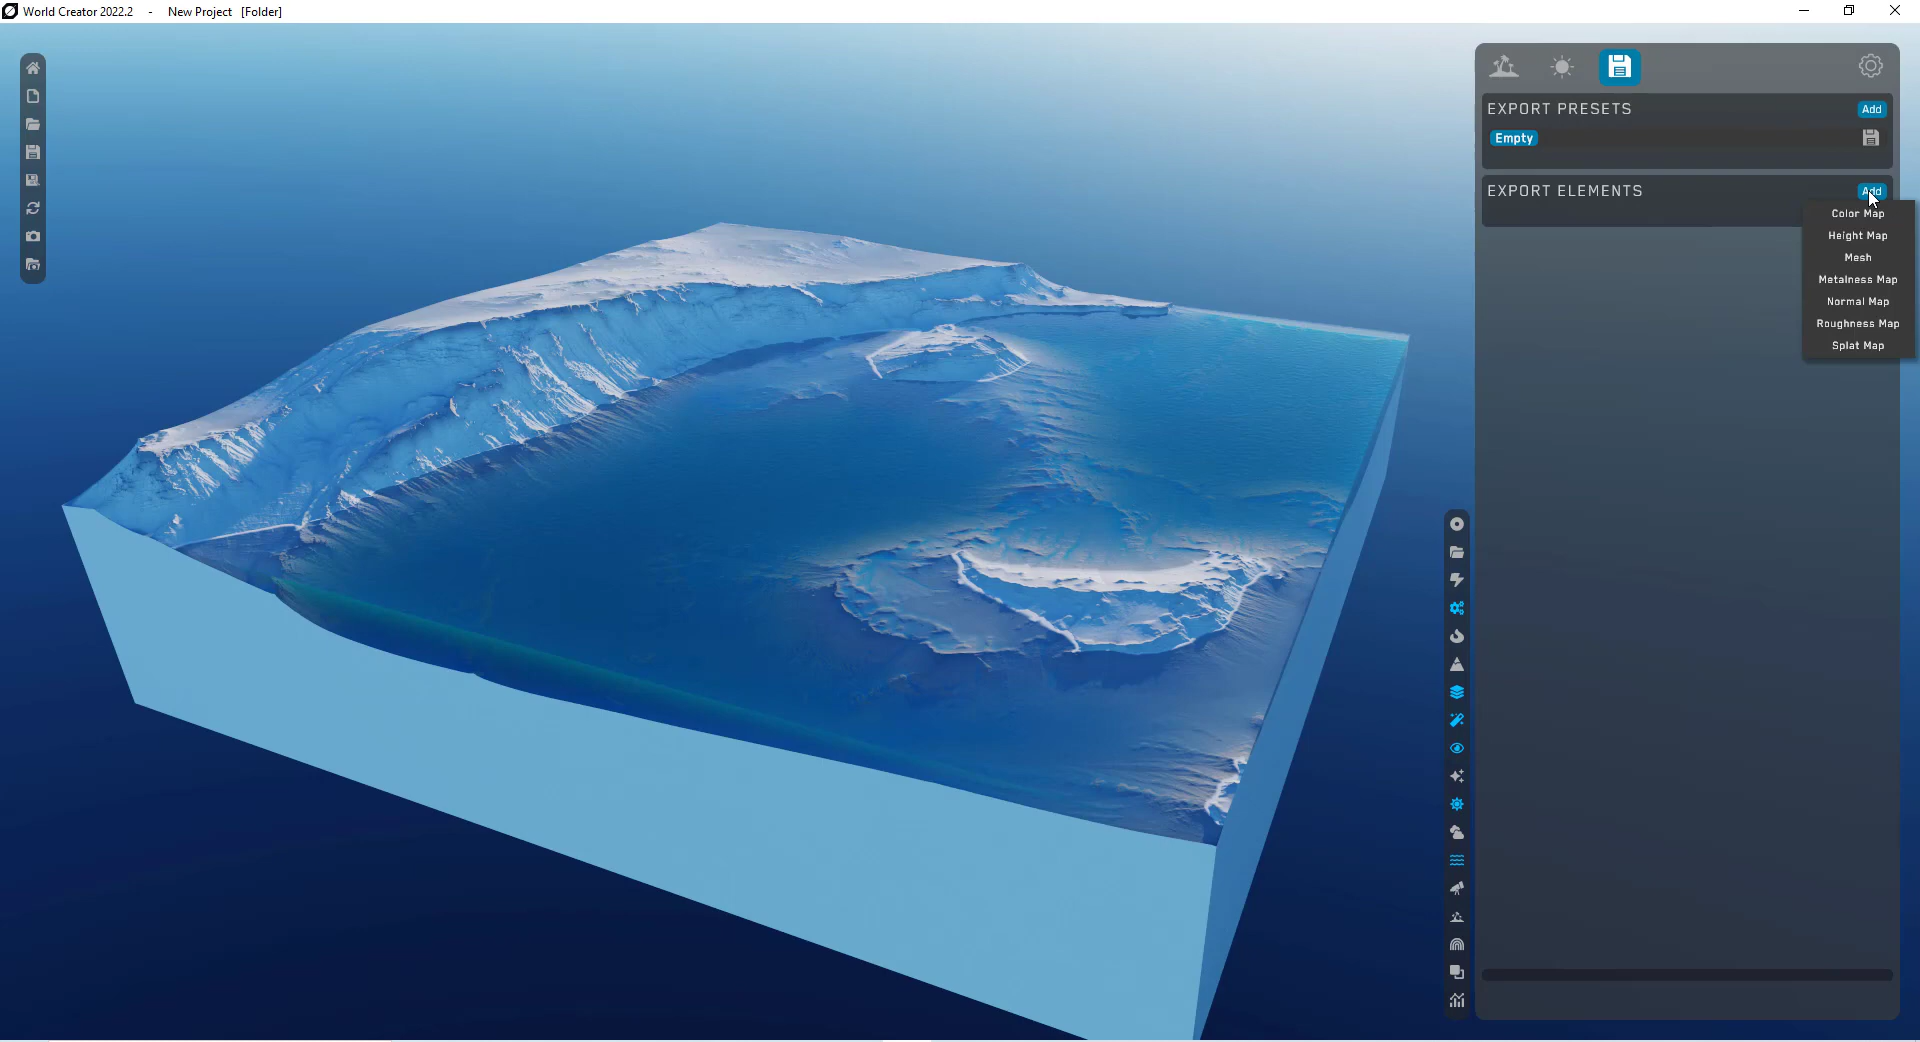 World Creator 2022.2 - New Project [Folder]
EXPORT PRESETS Add
Empty
EXPORT ELEMENTS Add
Color Map
Height Map
Mesh
Metalness Map
Normal Map
Roughness Map
Splat Map